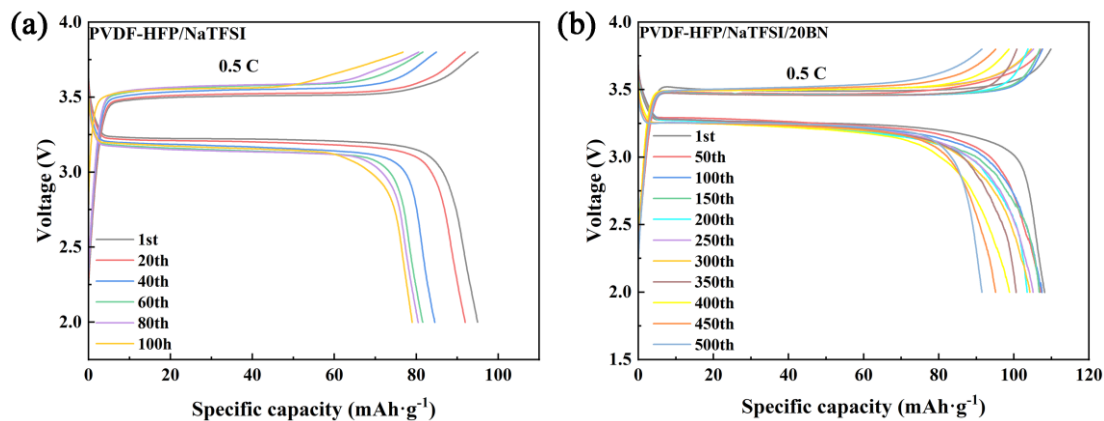 (a)
PVDF-HFP/NaTFSI
0.5 C
4.0
3.5
3.0
2.5
2.0
Voltage (V)
1st
20th
40th
60th
80th
100h
0 20 40 60 80 100
Specific capacity (mAh·g⁻¹)
(b)
PVDF-HFP/NaTFSI/20BN
0.5 C
4.0
3.5
3.0
2.5
2.0
1.5
Voltage (V)
1st
50th
100th
150th
200th
250th
300th
350th
400th
450th
500th
0 20 40 60 80 100 120
Specific capacity (mAh·g⁻¹)